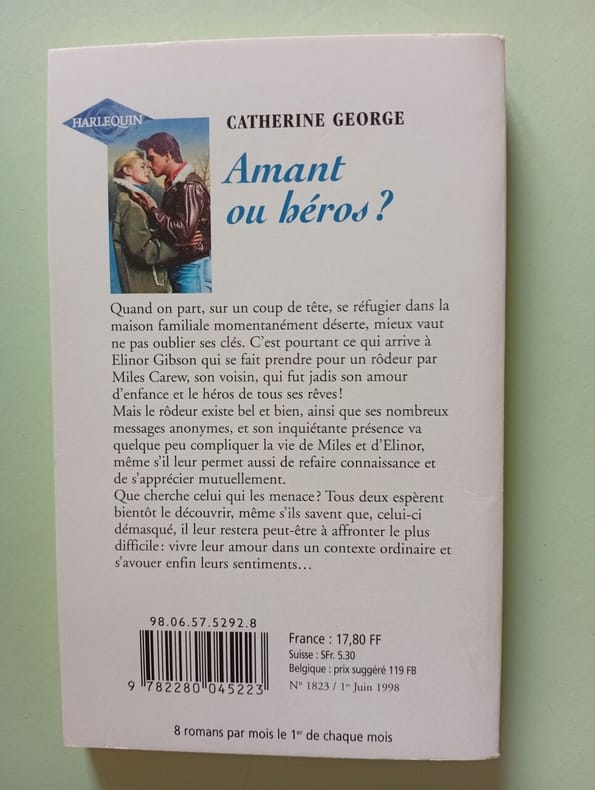 HARLEQUIN
CATHERINE GEORGE
Amant
ou héros ?
Quand on part, sur un coup de tête, se réfugier dans la
maison familiale momentanément déserte, mieux vaut
ne pas oublier ses clés. C'est pourtant ce qui arrive à
Elinor Gibson qui se fait prendre pour un rôdeur par
Miles Carew, son voisin, qui fut jadis son amour
d'enfance et le héros de tous ses rêves !
Mais le rôdeur existe bel et bien, ainsi que ses nombreux
messages anonymes, et son inquiétante présence va
quelque peu compliquer la vie de Miles et d'Elinor,
même s'il leur permet aussi de refaire connaissance et
de s'apprécier mutuellement.
Que cherche celui qui les menace ? Tous deux espèrent
bientôt le découvrir, même s'ils savent que, celui-ci
démasqué, il leur restera peut-être à affronter le plus
difficile : vivre leur amour dans un contexte ordinaire et
s'avouer enfin leurs sentiments…
98.06.57.5292.8
9 782280 045223
France : 17,80 FF
Suisse : SFr. 5.30
Belgique : prix suggéré 119 FB
N° 1823 / 1er Juin 1998
8 romans par mois le 1er de chaque mois